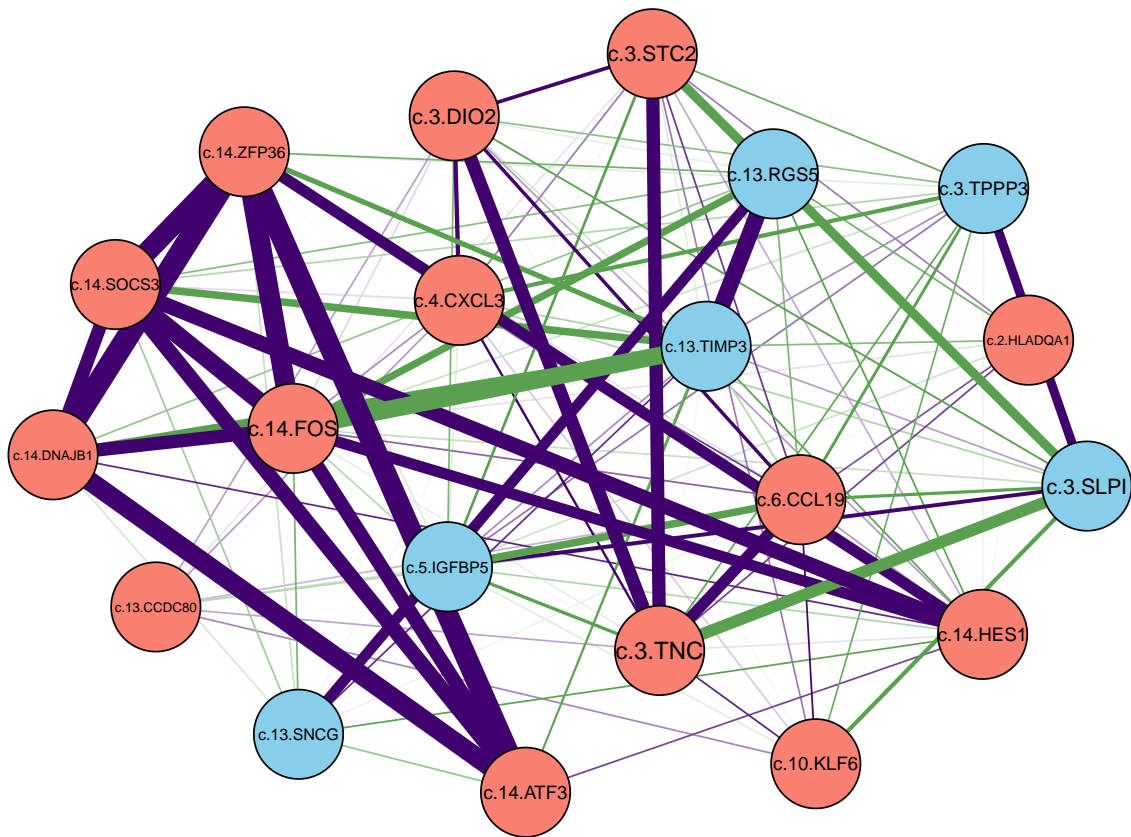 c.3.STC2
c.3.DIO2
c.14.ZFP36
c.13.RGS5
c.3.TPPP3
c.14.SOCS3
c.4.CXCL3
c.13.TIMP3
c.2.HLADQA1
c.14.FOS
c.14.DNAJB1
c.6.CCL19
c.3.SLPI
c.5.IGFBP5
c.13.CCDC80
c.3.TNC
c.14.HES1
c.13.SNCG
c.14.ATF3
c.10.KLF6